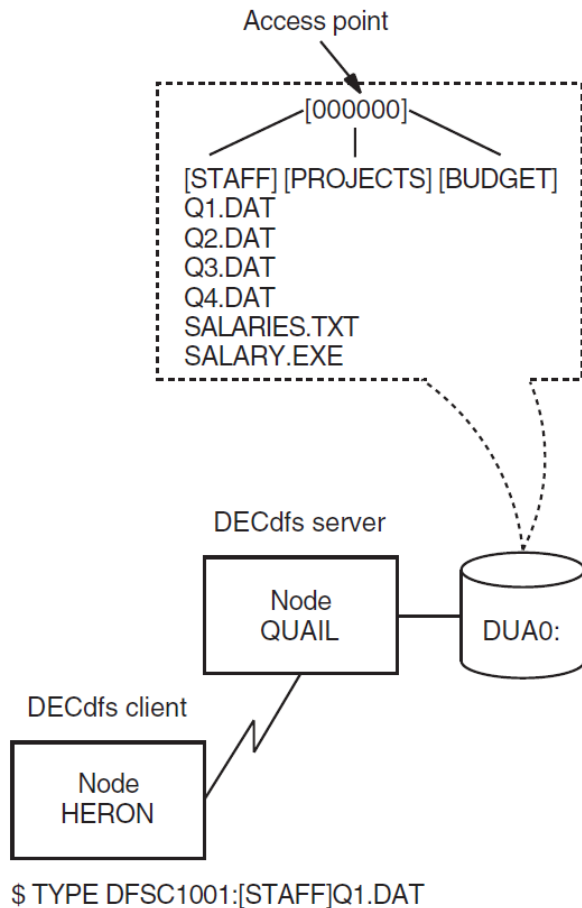 Access point
[000000]
[STAFF] [PROJECTS] [BUDGET]
Q1.DAT
Q2.DAT
Q3.DAT
Q4.DAT
SALARIES.TXT
SALARY.EXE
DECdfs server
Node
QUAIL
DUA0:
DECdfs client
Node
HERON
$ TYPE DFSC1001:[STAFF]Q1.DAT